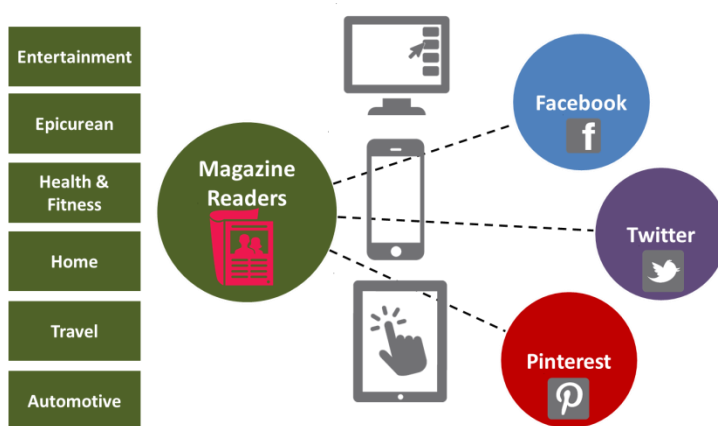 Entertainment
Epicurean
Health &
Fitness
Home
Travel
Automotive
Magazine
Readers
Facebook
f
Twitter
Pinterest
P